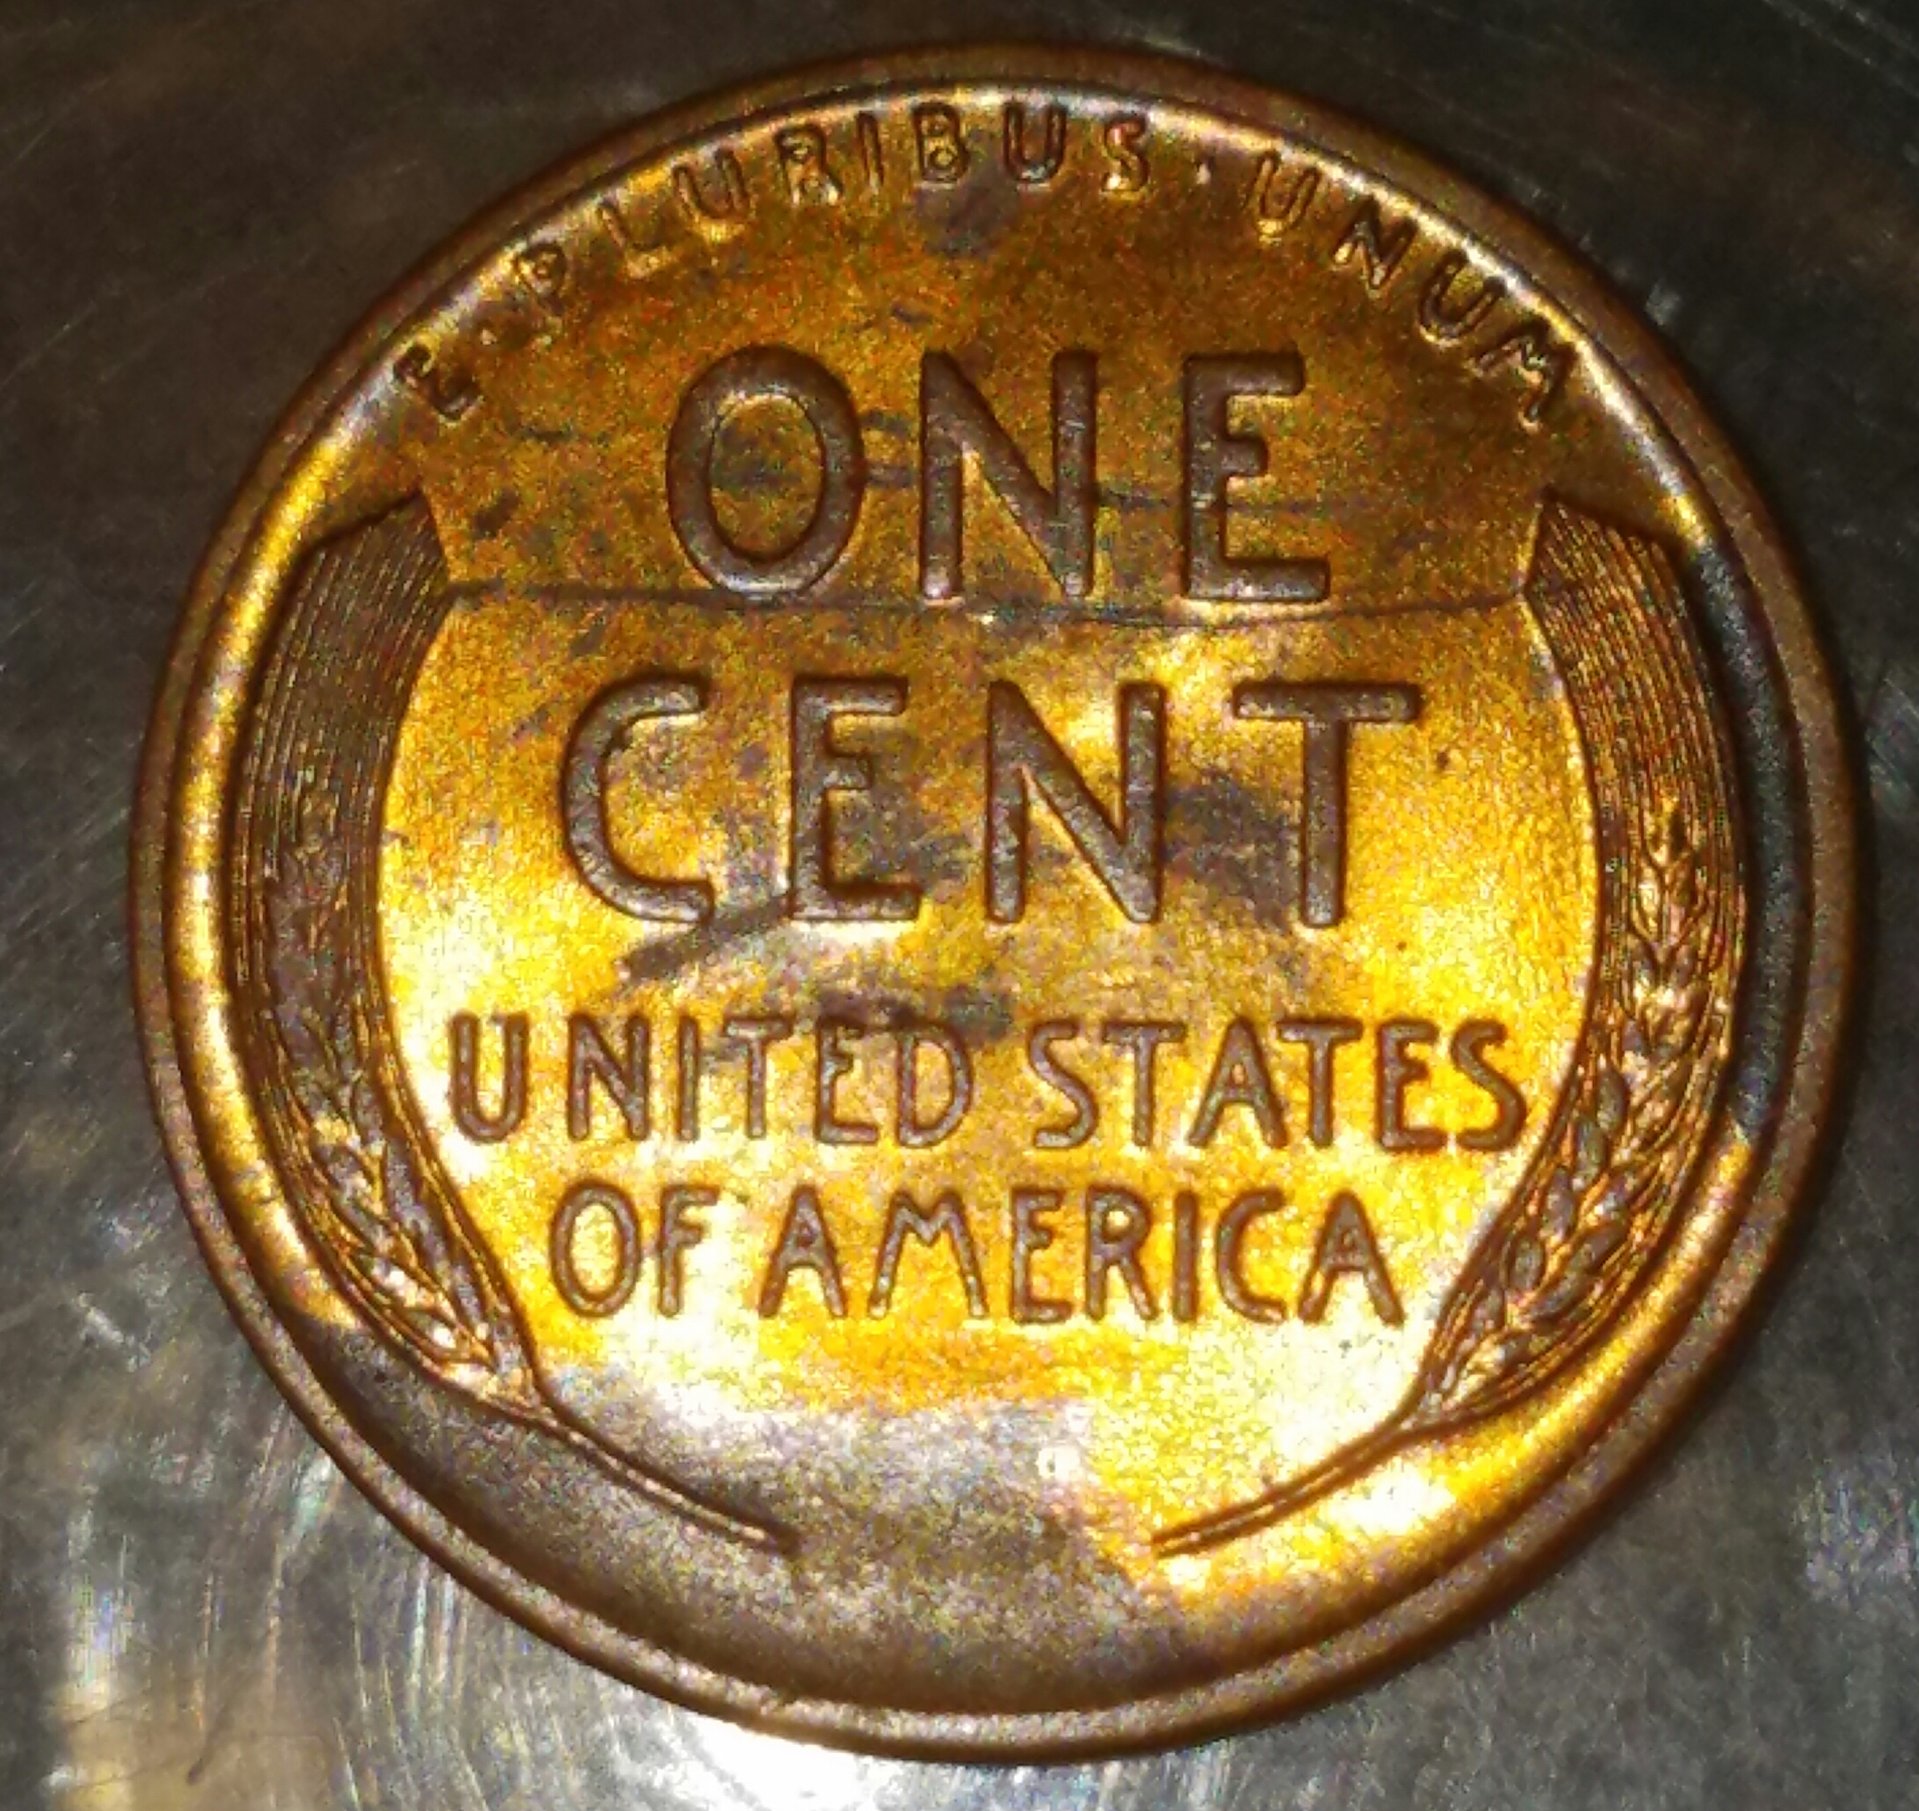 E·PLURIBUS·UNUM
ONE
CENT
UNITED STATES
OF AMERICA